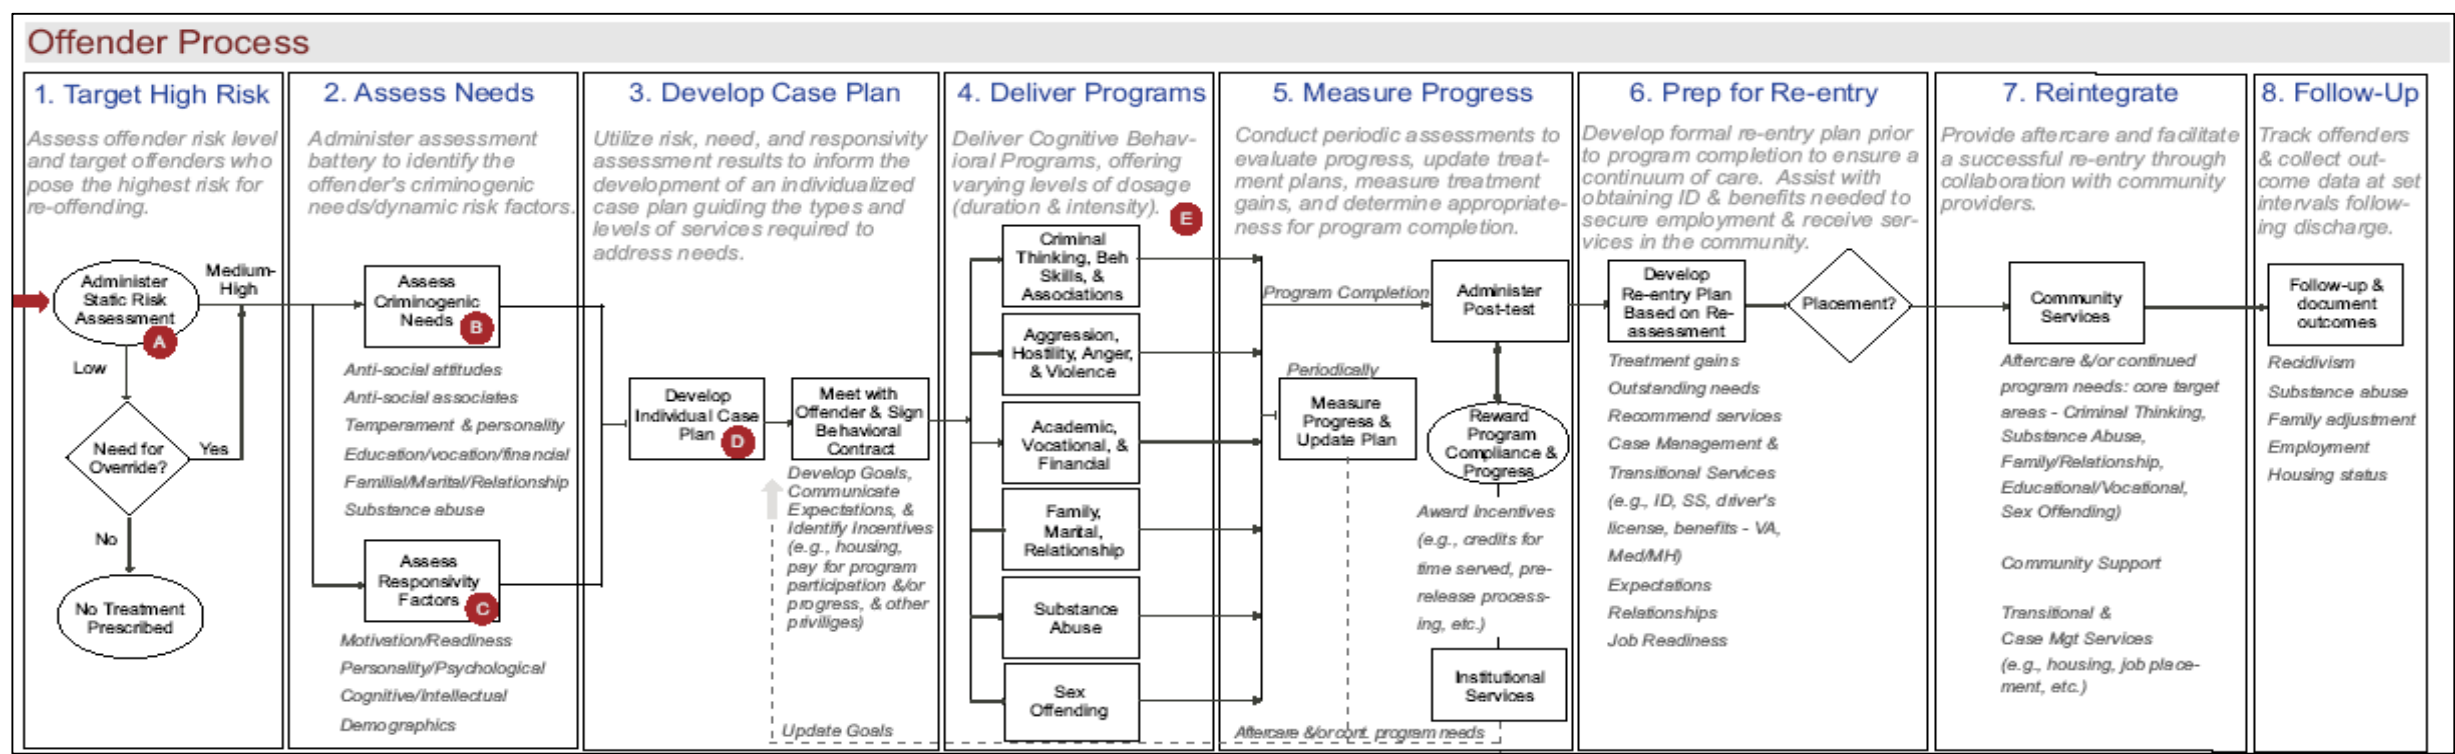 Offender Process
1. Target High Risk
Assess offender risk level
and target offenders who
pose the highest risk for
re-offending.
Administer
Static Risk
Assessment
A
Medium-
High
Low
Need for
Override?
Yes
No
No Treatment
Prescribed
2. Assess Needs
Administer assessment
battery to identify the
offender's criminogenic
needs/dynamic risk factors.
Assess
Criminogenic
Needs
B
Anti-social attitudes
Anti-social associates
Temperament & personality
Education/vocation/financial
Familial/Marital/Relationship
Substance abuse
Assess
Responsivity
Factors
C
Motivation/Readiness
Personality/Psychological
Cognitive/Intellectual
Demographics
3. Develop Case Plan
Utilize risk, need, and responsivity
assessment results to inform the
development of an individualized
case plan guiding the types and
levels of services required to
address needs.
Develop
Individual Case
Plan
D
Meet with
Offender & Sign
Behavioral
Contract
Develop Goals,
Communicate
Expectations, &
Identify Incentives
(e.g., housing,
pay for program
participation &/or
progress, & other
priviliges)
Update Goals
4. Deliver Programs
Deliver Cognitive Behav-
ioral Programs, offering
varying levels of dosage
(duration & intensity).
E
Criminal
Thinking, Beh
Skills, &
Associations
Aggression,
Hostility, Anger,
& Violence
Academic,
Vocational, &
Financial
Family,
Marital,
Relationship
Substance
Abuse
Sex
Offending
5. Measure Progress
Conduct periodic assessments to
evaluate progress, update treat-
ment plans, measure treatment
gains, and determine appropriate-
ness for program completion.
Program Completion
Administer
Post-test
Periodically
Measure
Progress &
Update Plan
Reward
Program
Compliance &
Progress
Award Incentives
(e.g., credits for
time served, pre-
release process-
ing, etc.)
Institutional
Services
Aftercare &/or cont. program needs
6. Prep for Re-entry
Develop formal re-entry plan prior
to program completion to ensure a
continuum of care. Assist with
obtaining ID & benefits needed to
secure employment & receive ser-
vices in the community.
Develop
Re-entry Plan
Based on Re-
assessment
Placement?
Treatment gains
Outstanding needs
Recommend services
Case Management &
Transitional Services
(e.g., ID, SS, driver's
license, benefits - VA,
Med/MH)
Expectations
Relationships
Job Readiness
7. Reintegrate
Provide aftercare and facilitate
a successful re-entry through
collaboration with community
providers.
Community
Services
Aftercare &/or continued
program needs: core target
areas - Criminal Thinking,
Substance Abuse,
Family/Relationship,
Educational/Vocational,
Sex Offending)
Community Support
Transitional &
Case Mgt Services
(e.g., housing, job place-
ment, etc.)
8. Follow-Up
Track offenders
& collect out-
come data at set
intervals follow-
ing discharge.
Follow-up &
document
outcomes
Recidivism
Substance abuse
Family adjustment
Employment
Housing status